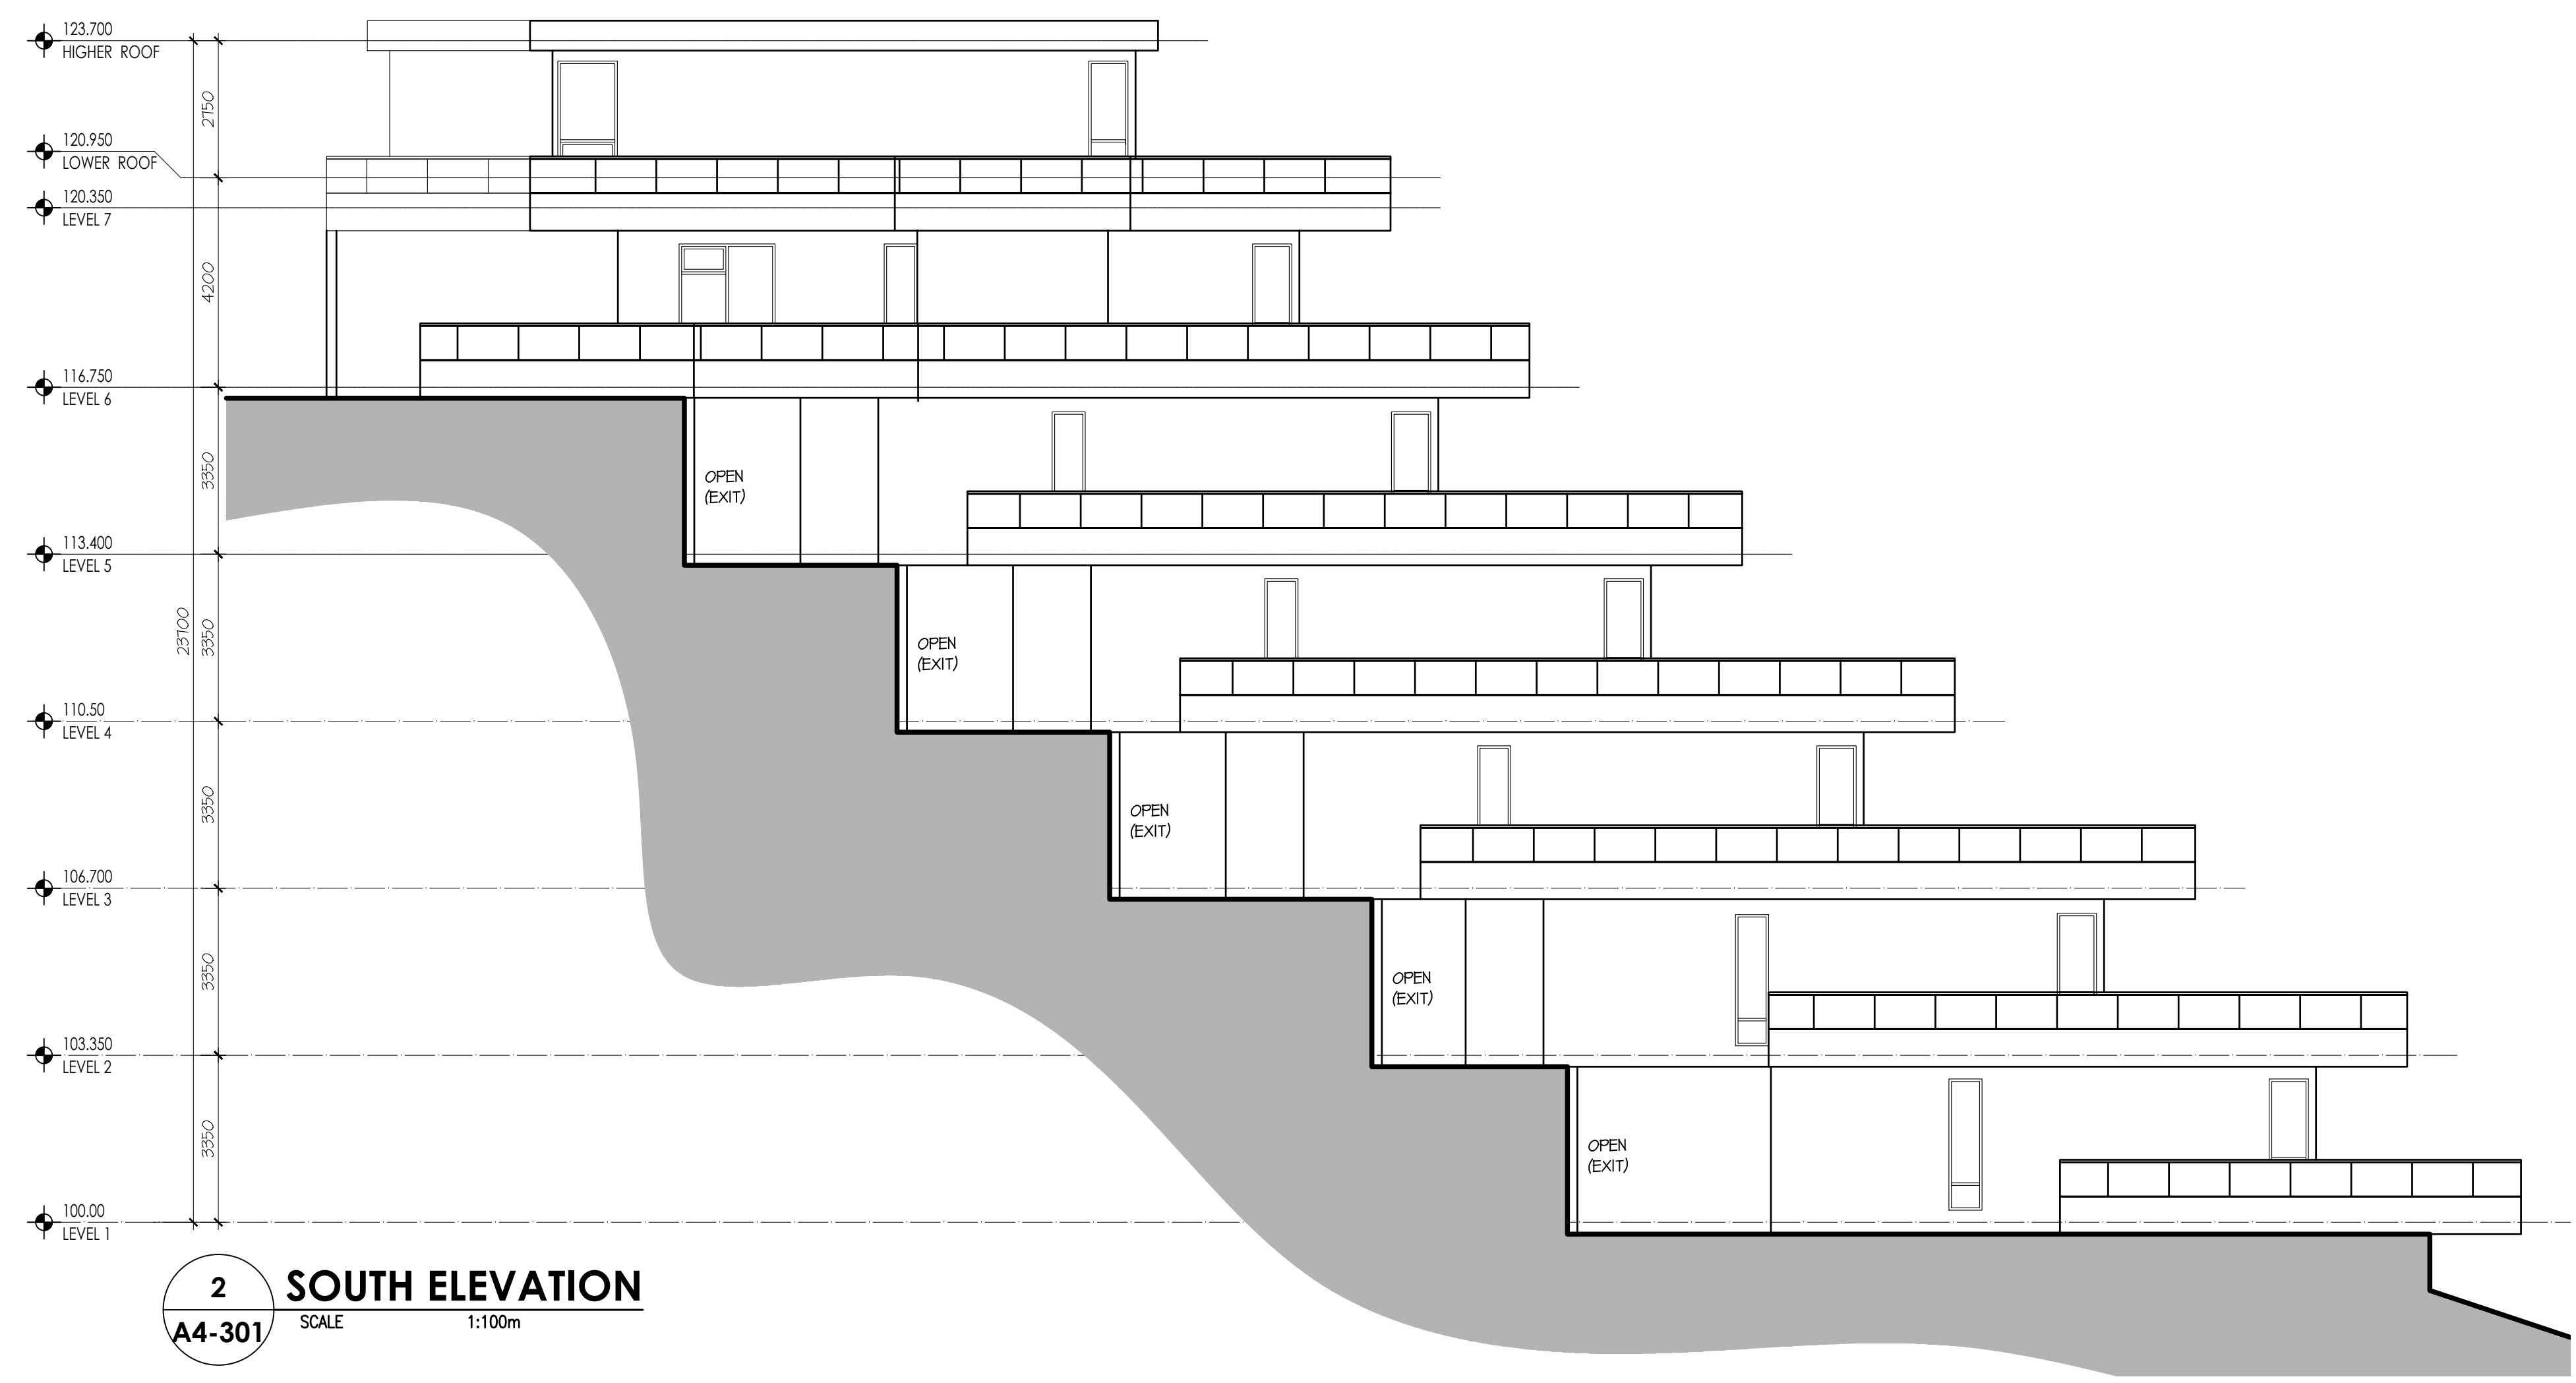 123.700
HIGHER ROOF
2750
120.950
LOWER ROOF
120.350
LEVEL 7
4200
116.750
LEVEL 6
3350
OPEN
(EXIT)
113.400
LEVEL 5
23700
3350
OPEN
(EXIT)
110.50
LEVEL 4
3350
OPEN
(EXIT)
106.700
LEVEL 3
3350
OPEN
(EXIT)
103.350
LEVEL 2
3350
OPEN
(EXIT)
100.00
LEVEL 1
2
SOUTH ELEVATION
A4-301
SCALE 1:100m